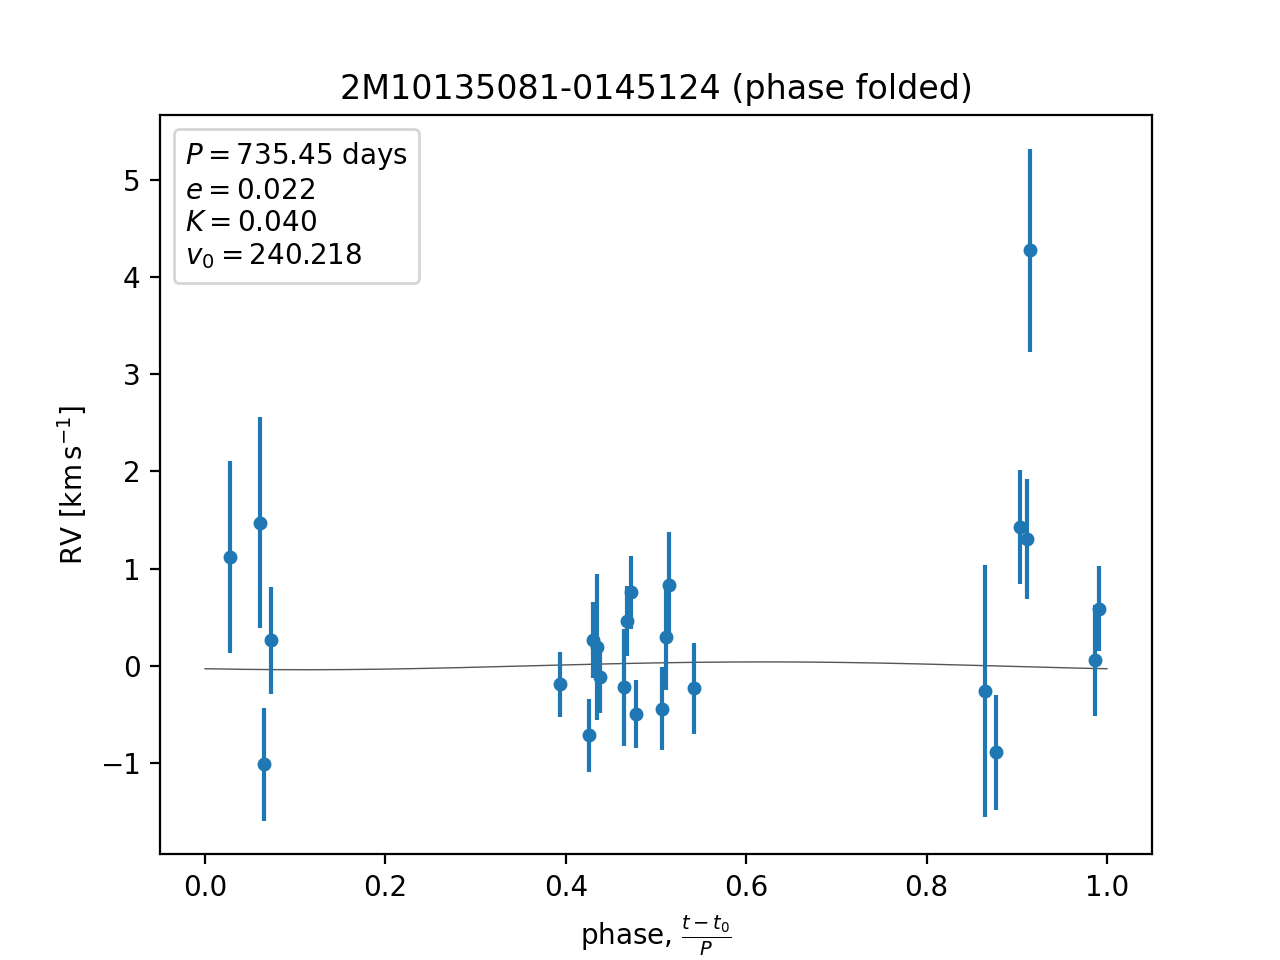 2M10135081-0145124 (phase folded)
P = 735.45 days
e = 0.022
K = 0.040
v₀ = 240.218
5
4
3
2
1
0
−1
RV [km s⁻¹]
0.0 0.2 0.4 0.6 0.8 1.0
phase, (t − t₀)/P